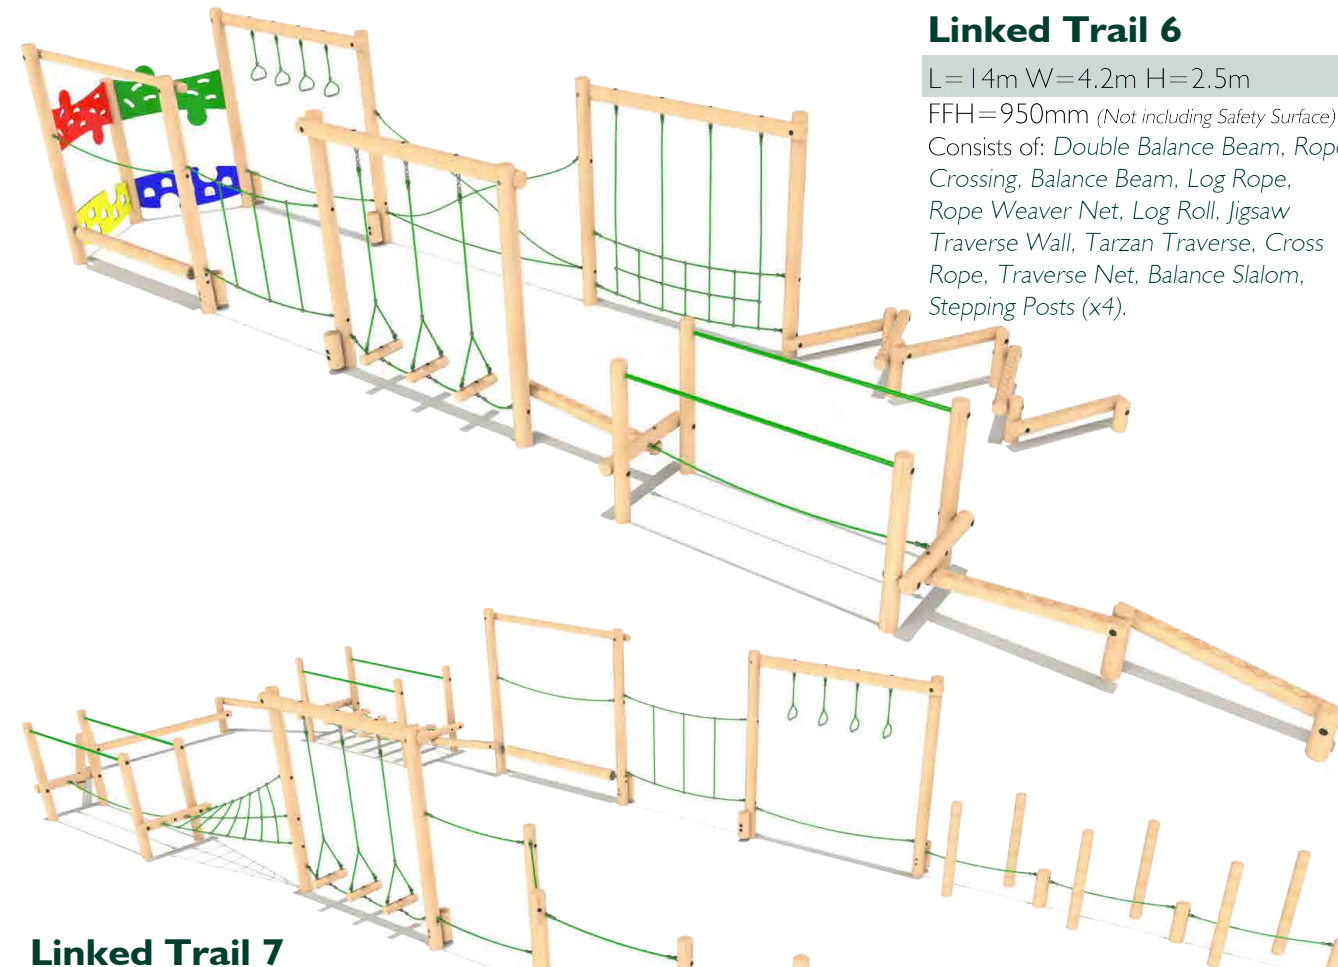 Linked Trail 6
L=14m W=4.2m H=2.5m
FFH=950mm (Not including Safety Surface)
Consists of: Double Balance Beam, Rope
Crossing, Balance Beam, Log Rope,
Rope Weaver Net, Log Roll, Jigsaw
Traverse Wall, Tarzan Traverse, Cross
Rope, Traverse Net, Balance Slalom,
Stepping Posts (x4).
Linked Trail 7